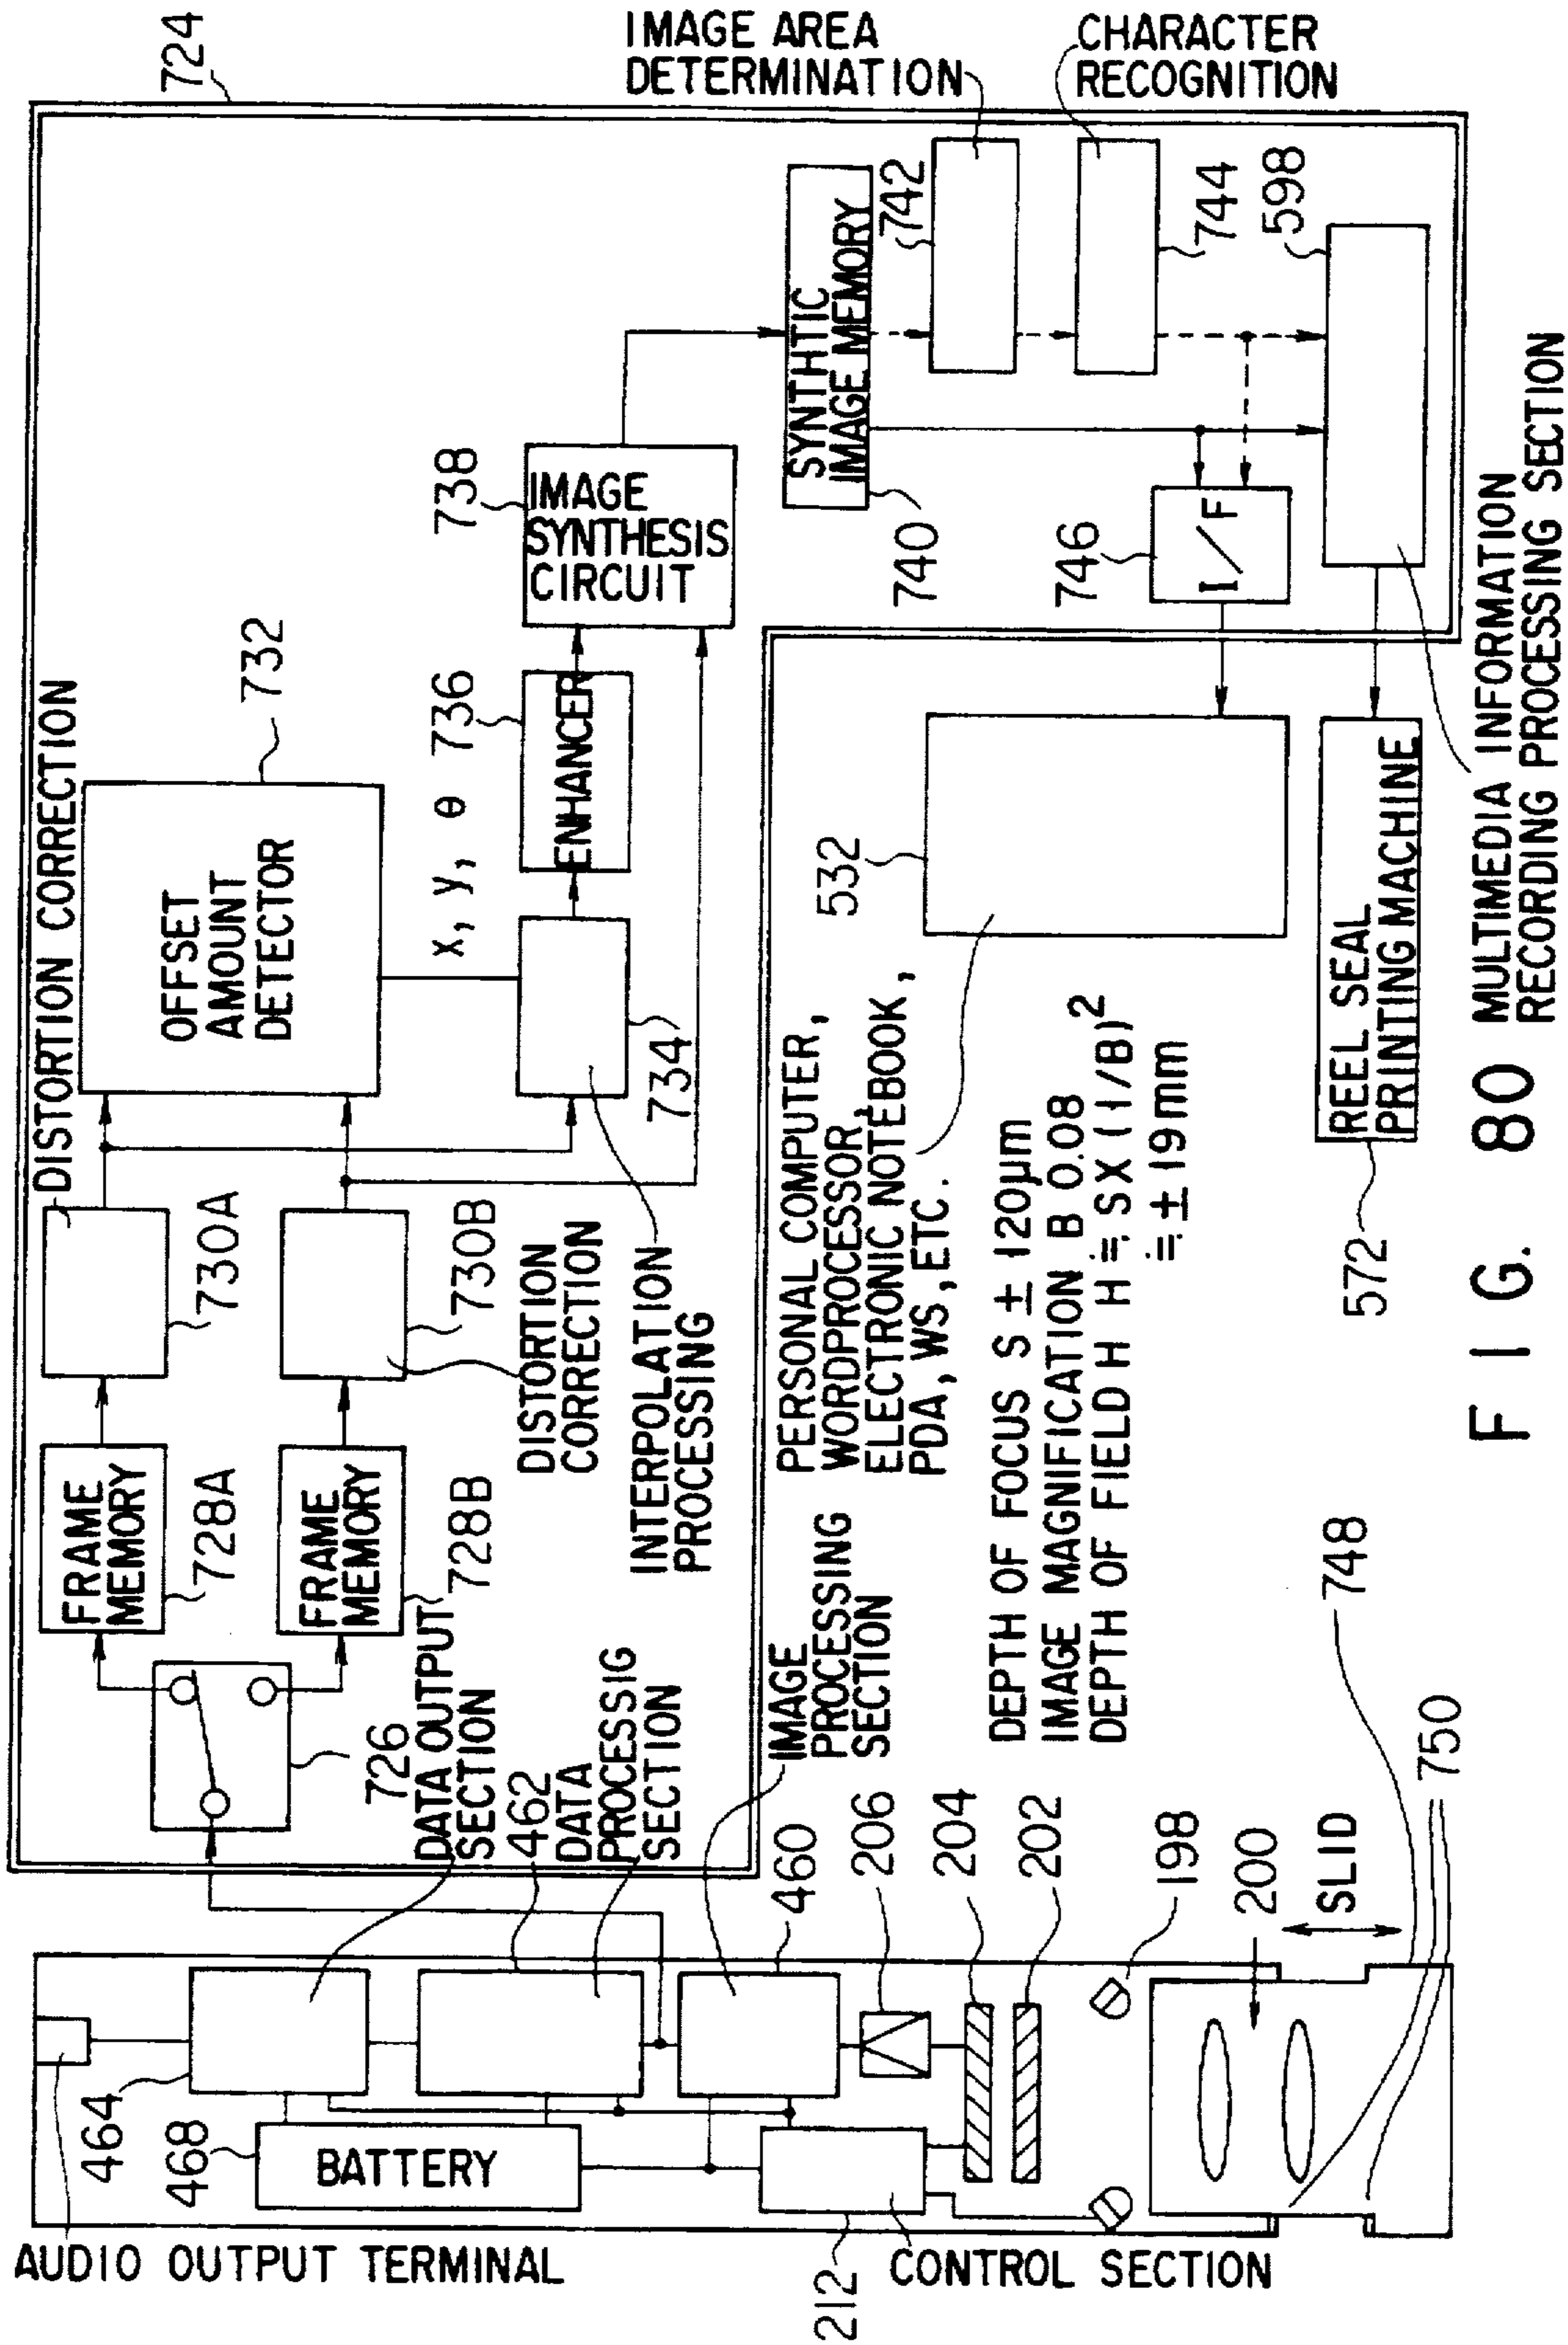 724
DISTORTION CORRECTION
732
OFFSET
AMOUNT
DETECTOR
FRAME
MEMORY
728A
730A
FRAME
MEMORY
728B
730B
DISTORTION
CORRECTION
726
x, y, θ
734
INTERPOLATION
PROCESSING
736
ENHANCER
738
IMAGE
SYNTHESIS
CIRCUIT
SYNTHTIC
IMAGE MEMORY
740
IMAGE AREA
DETERMINATION
742
CHARACTER
RECOGNITION
744
746
I/F
598
MULTIMEDIA INFORMATION
RECORDING PROCESSING SECTION
532
PERSONAL COMPUTER,
WORDPROCESSOR,
ELECTRONIC NOTEBOOK,
PDA, WS, ETC.
REEL SEAL
PRINTING MACHINE
572
DEPTH OF FOCUS S ± 120µm
IMAGE MAGNIFICATION B 0.08
DEPTH OF FIELD H H ≒ S X (1/B)²
≒ ± 19mm
DATA OUTPUT
SECTION
462
DATA
PROCESSIG
SECTION
IMAGE
PROCESSING
SECTION
460
206
204
202
198
200
SLID
748
750
464
468
BATTERY
AUDIO OUTPUT TERMINAL
212
CONTROL SECTION
FIG. 80